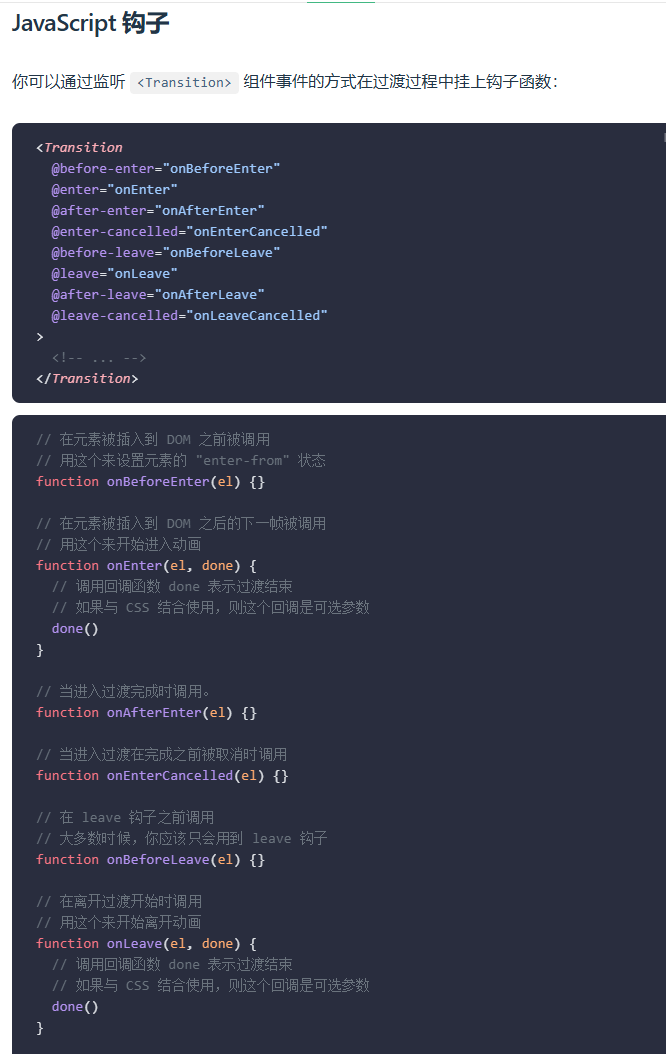 JavaScript 钩子
你可以通过监听 <Transition> 组件事件的方式在过渡过程中挂上钩子函数：
<Transition
  @before-enter="onBeforeEnter"
  @enter="onEnter"
  @after-enter="onAfterEnter"
  @enter-cancelled="onEnterCancelled"
  @before-leave="onBeforeLeave"
  @leave="onLeave"
  @after-leave="onAfterLeave"
  @leave-cancelled="onLeaveCancelled"
>
  <!-- ... -->
</Transition>
// 在元素被插入到 DOM 之前被调用
// 用这个来设置元素的 "enter-from" 状态
function onBeforeEnter(el) {}
// 在元素被插入到 DOM 之后的下一帧被调用
// 用这个来开始进入动画
function onEnter(el, done) {
  // 调用回调函数 done 表示过渡结束
  // 如果与 CSS 结合使用，则这个回调是可选参数
  done()
}
// 当进入过渡完成时调用。
function onAfterEnter(el) {}
// 当进入过渡在完成之前被取消时调用
function onEnterCancelled(el) {}
// 在 leave 钩子之前调用
// 大多数时候，你应该只会用到 leave 钩子
function onBeforeLeave(el) {}
// 在离开过渡开始时调用
// 用这个来开始离开动画
function onLeave(el, done) {
  // 调用回调函数 done 表示过渡结束
  // 如果与 CSS 结合使用，则这个回调是可选参数
  done()
}